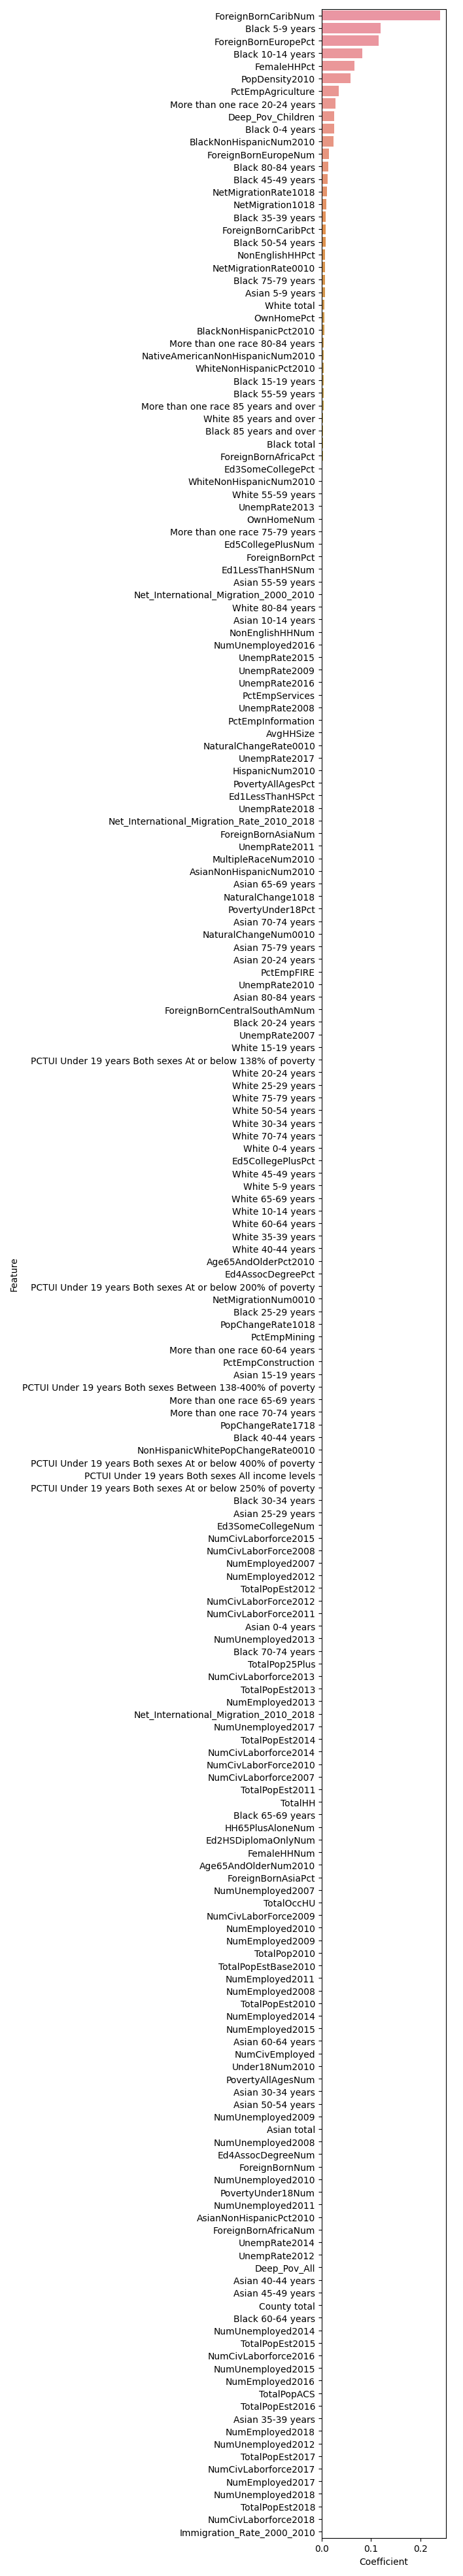 ForeignBornCaribNum
Black 5-9 years
ForeignBornEuropePct
Black 10-14 years
FemaleHHPct
PopDensity2010
PctEmpAgriculture
More than one race 20-24 years
Deep_Pov_Children
Black 0-4 years
BlackNonHispanicNum2010
ForeignBornEuropeNum
Black 80-84 years
Black 45-49 years
NetMigrationRate1018
NetMigration1018
Black 35-39 years
ForeignBornCaribPct
Black 50-54 years
NonEnglishHHPct
NetMigrationRate0010
Black 75-79 years
Asian 5-9 years
White total
OwnHomePct
BlackNonHispanicPct2010
More than one race 80-84 years
NativeAmericanNonHispanicNum2010
WhiteNonHispanicPct2010
Black 15-19 years
Black 55-59 years
More than one race 85 years and over
White 85 years and over
Black 85 years and over
Black total
ForeignBornAfricaPct
Ed3SomeCollegePct
WhiteNonHispanicNum2010
White 55-59 years
UnempRate2013
OwnHomeNum
More than one race 75-79 years
Ed5CollegePlusNum
ForeignBornPct
Ed1LessThanHSNum
Asian 55-59 years
Net_International_Migration_2000_2010
White 80-84 years
Asian 10-14 years
NonEnglishHHNum
NumUnemployed2016
UnempRate2015
UnempRate2009
UnempRate2016
PctEmpServices
UnempRate2008
PctEmpInformation
AvgHHSize
NaturalChangeRate0010
UnempRate2017
HispanicNum2010
PovertyAllAgesPct
Ed1LessThanHSPct
UnempRate2018
Net_International_Migration_Rate_2010_2018
ForeignBornAsiaNum
UnempRate2011
MultipleRaceNum2010
AsianNonHispanicNum2010
Asian 65-69 years
NaturalChange1018
PovertyUnder18Pct
Asian 70-74 years
NaturalChangeNum0010
Asian 75-79 years
Asian 20-24 years
PctEmpFIRE
UnempRate2010
Asian 80-84 years
ForeignBornCentralSouthAmNum
Black 20-24 years
UnempRate2007
White 15-19 years
PCTUI Under 19 years Both sexes At or below 138% of poverty
White 20-24 years
White 25-29 years
White 75-79 years
White 50-54 years
White 30-34 years
White 70-74 years
White 0-4 years
Ed5CollegePlusPct
White 45-49 years
White 5-9 years
White 65-69 years
White 10-14 years
White 60-64 years
White 35-39 years
White 40-44 years
Age65AndOlderPct2010
Ed4AssocDegreePct
PCTUI Under 19 years Both sexes At or below 200% of poverty
NetMigrationNum0010
Black 25-29 years
PopChangeRate1018
PctEmpMining
More than one race 60-64 years
PctEmpConstruction
Asian 15-19 years
PCTUI Under 19 years Both sexes Between 138-400% of poverty
More than one race 65-69 years
More than one race 70-74 years
PopChangeRate1718
Black 40-44 years
NonHispanicWhitePopChangeRate0010
PCTUI Under 19 years Both sexes At or below 400% of poverty
PCTUI Under 19 years Both sexes All income levels
PCTUI Under 19 years Both sexes At or below 250% of poverty
Black 30-34 years
Asian 25-29 years
Ed3SomeCollegeNum
NumCivLaborforce2015
NumCivLaborForce2008
NumEmployed2007
NumEmployed2012
TotalPopEst2012
NumCivLaborForce2012
NumCivLaborForce2011
Asian 0-4 years
NumUnemployed2013
Black 70-74 years
TotalPop25Plus
NumCivLaborforce2013
TotalPopEst2013
NumEmployed2013
Net_International_Migration_2010_2018
NumUnemployed2017
TotalPopEst2014
NumCivLaborforce2014
NumCivLaborForce2010
NumCivLaborforce2007
TotalPopEst2011
TotalHH
Black 65-69 years
HH65PlusAloneNum
Ed2HSDiplomaOnlyNum
FemaleHHNum
Age65AndOlderNum2010
ForeignBornAsiaPct
NumUnemployed2007
TotalOccHU
NumCivLaborForce2009
NumEmployed2010
NumEmployed2009
TotalPop2010
TotalPopEstBase2010
NumEmployed2011
NumEmployed2008
TotalPopEst2010
NumEmployed2014
NumEmployed2015
Asian 60-64 years
NumCivEmployed
Under18Num2010
PovertyAllAgesNum
Asian 30-34 years
Asian 50-54 years
NumUnemployed2009
Asian total
NumUnemployed2008
Ed4AssocDegreeNum
ForeignBornNum
NumUnemployed2010
PovertyUnder18Num
NumUnemployed2011
AsianNonHispanicPct2010
ForeignBornAfricaNum
UnempRate2014
UnempRate2012
Deep_Pov_All
Asian 40-44 years
Asian 45-49 years
County total
Black 60-64 years
NumUnemployed2014
TotalPopEst2015
NumCivLaborforce2016
NumUnemployed2015
NumEmployed2016
TotalPopACS
TotalPopEst2016
Asian 35-39 years
NumEmployed2018
NumUnemployed2012
TotalPopEst2017
NumCivLaborforce2017
NumEmployed2017
NumUnemployed2018
TotalPopEst2018
NumCivLaborforce2018
Immigration_Rate_2000_2010
Feature
0.0 0.1 0.2
Coefficient